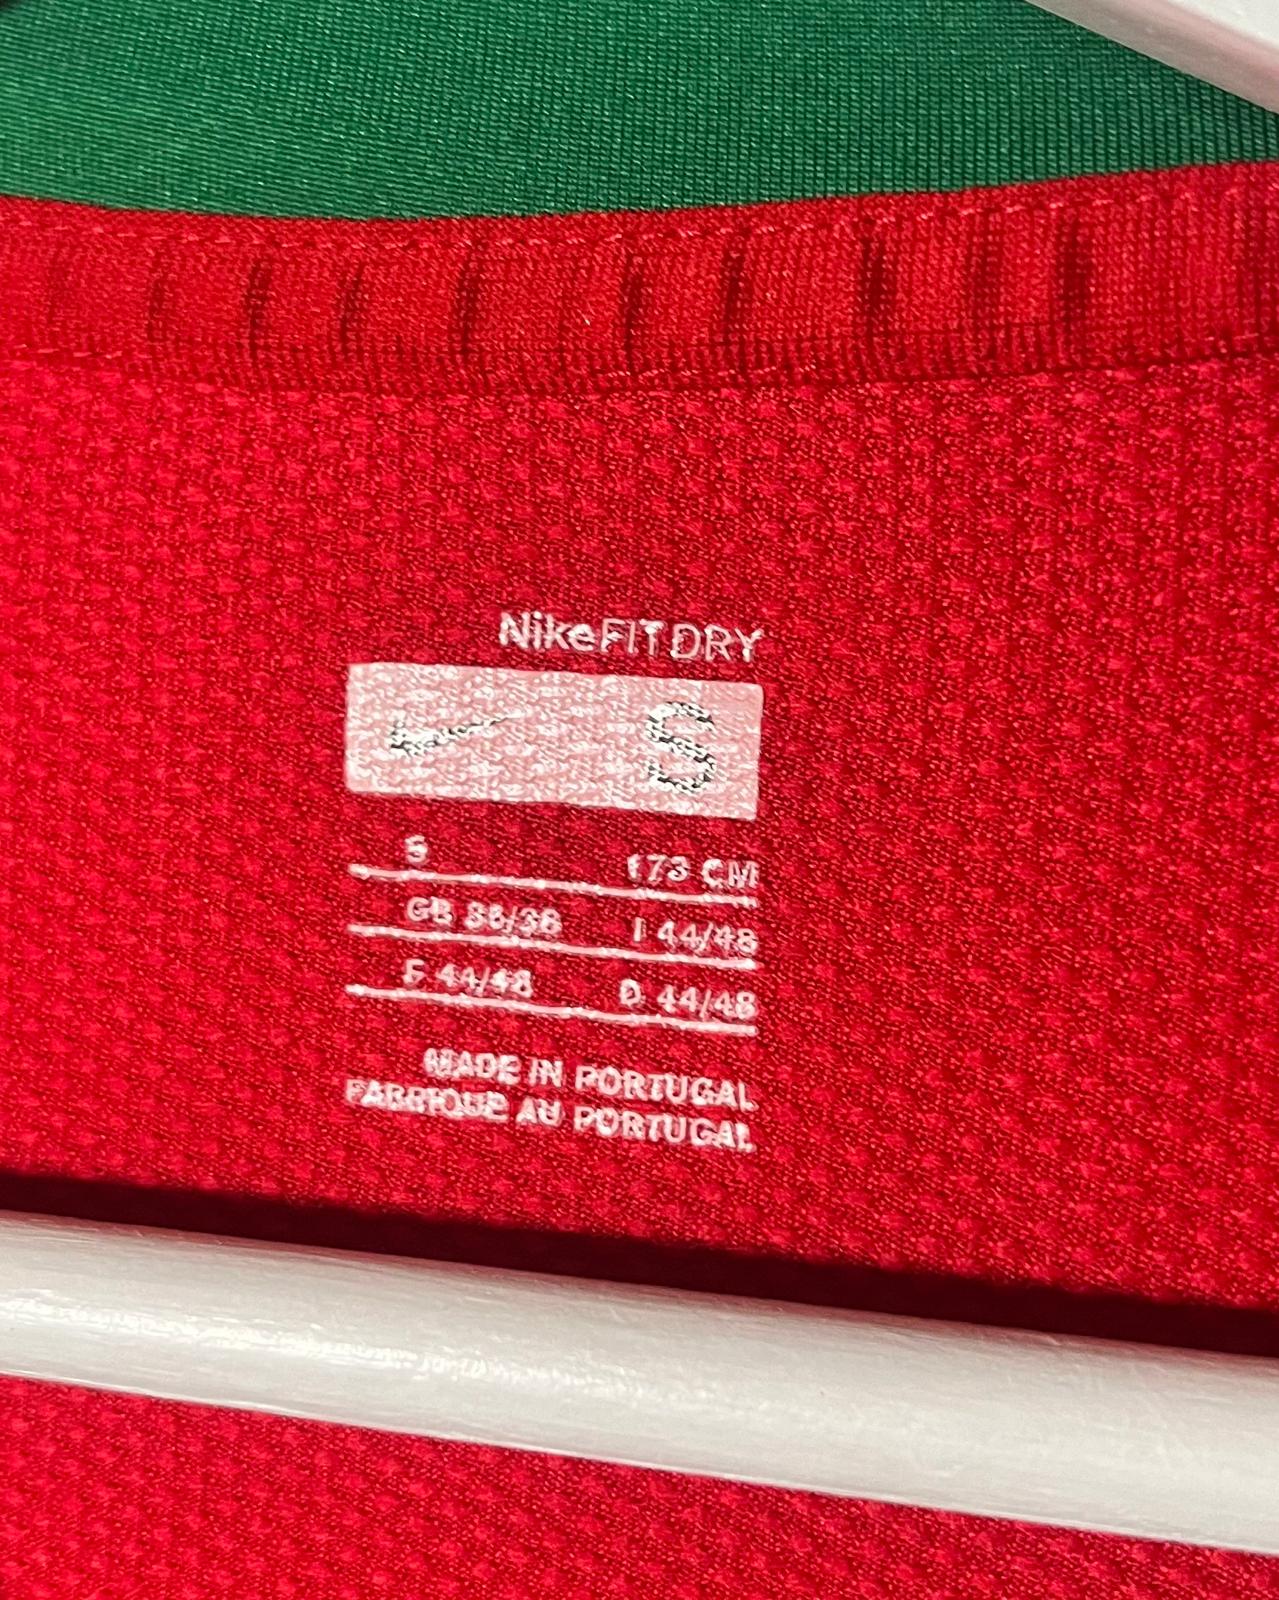 NikeFITDRY
S
S 173 CM
GB 36/38 I 44/48
F 44/48 D 44/48
MADE IN PORTUGAL
FABRIQUE AU PORTUGAL